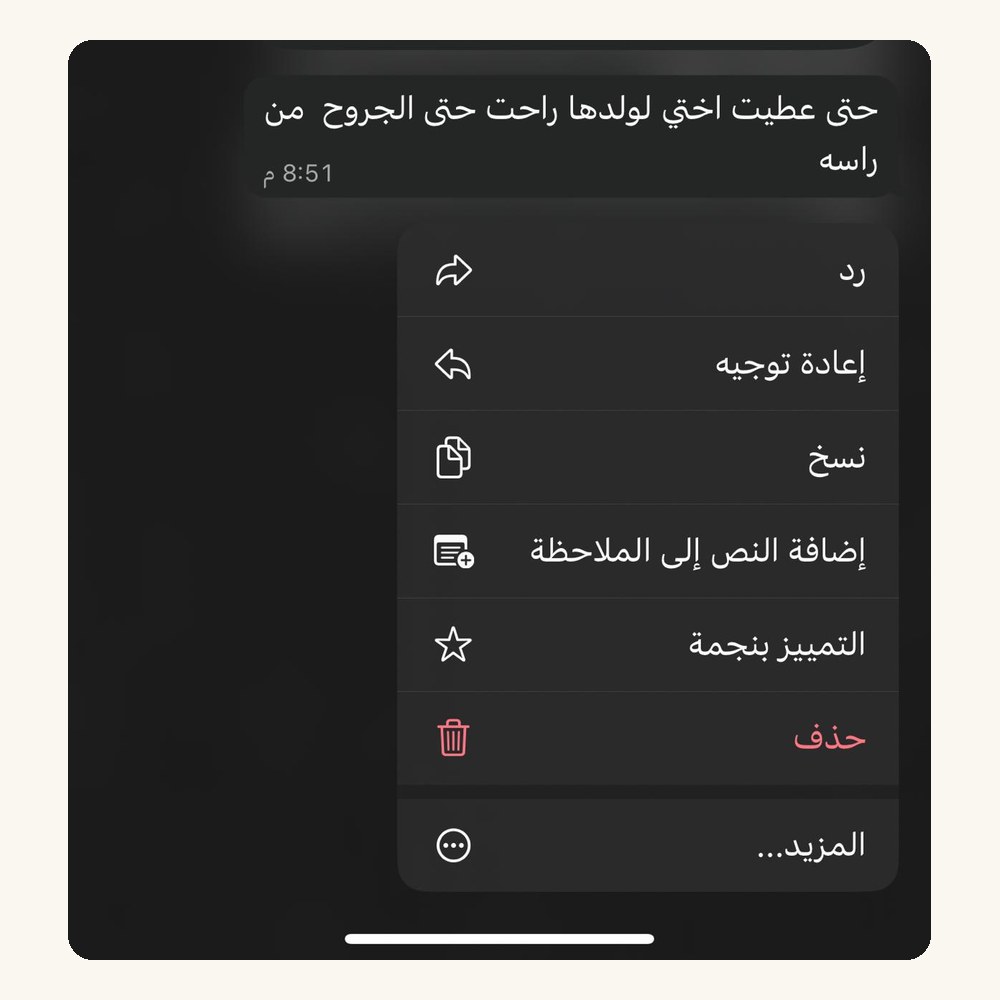 حتى عطيت اختي لولدها راحت حتى الجروح  من
راسه
8:51 م
رد
إعادة توجيه
نسخ
إضافة النص إلى الملاحظة
التمييز بنجمة
حذف
المزيد...